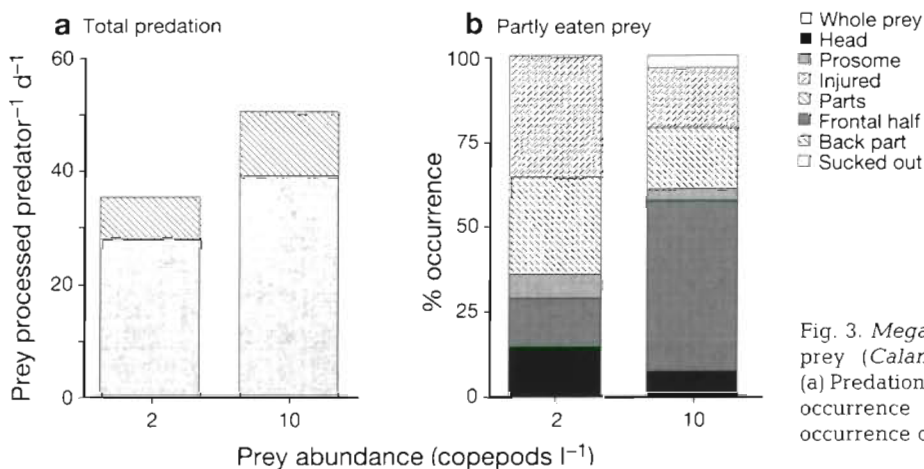 a Total predation
60
40
20
0
2
10
Prey processed predator⁻¹ d⁻¹
b Partly eaten prey
100
75
50
25
0
2
10
% occurrence
Prey abundance (copepods l⁻¹)
Whole prey
Head
Prosome
Injured
Parts
Frontal half
Back part
Sucked out
Fig. 3.
prey
(a) Predation
occurrence
occurrence